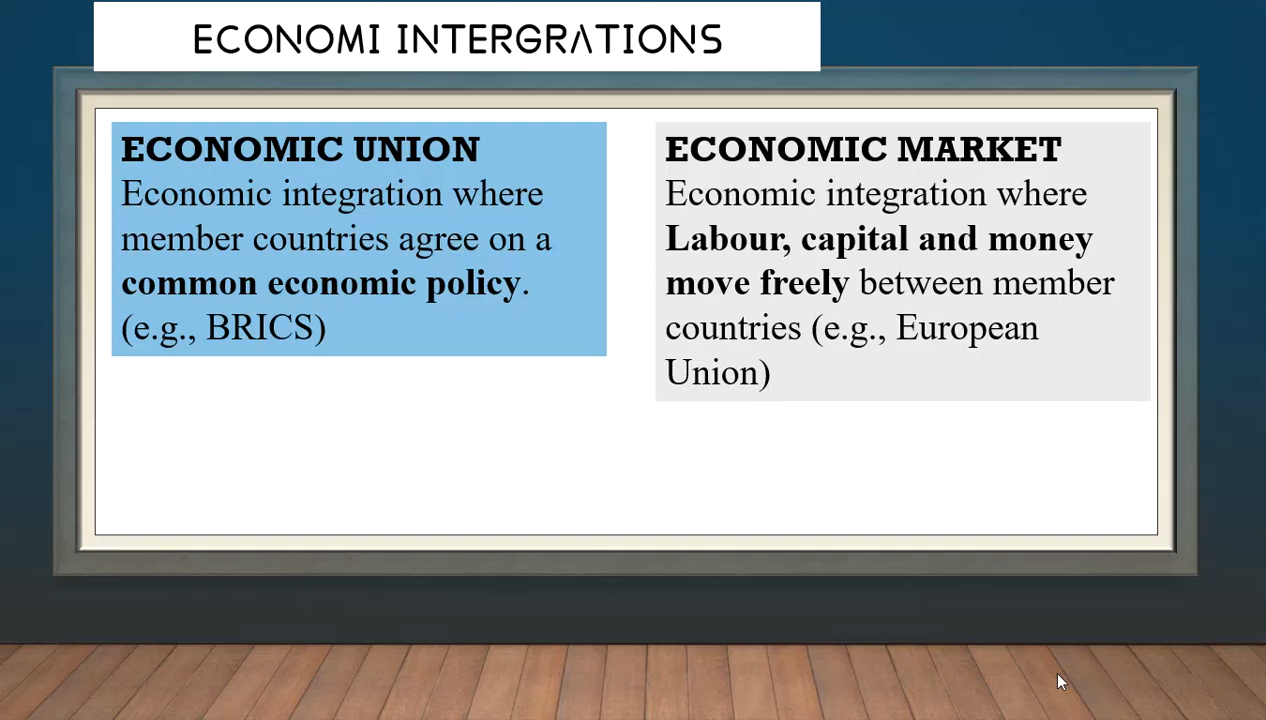 ECONOMI INTERGRATIONS
ECONOMIC UNION
Economic integration where
member countries agree on a
common economic policy.
(e.g., BRICS)
ECONOMIC MARKET
Economic integration where
Labour, capital and money
move freely between member
countries (e.g., European
Union)